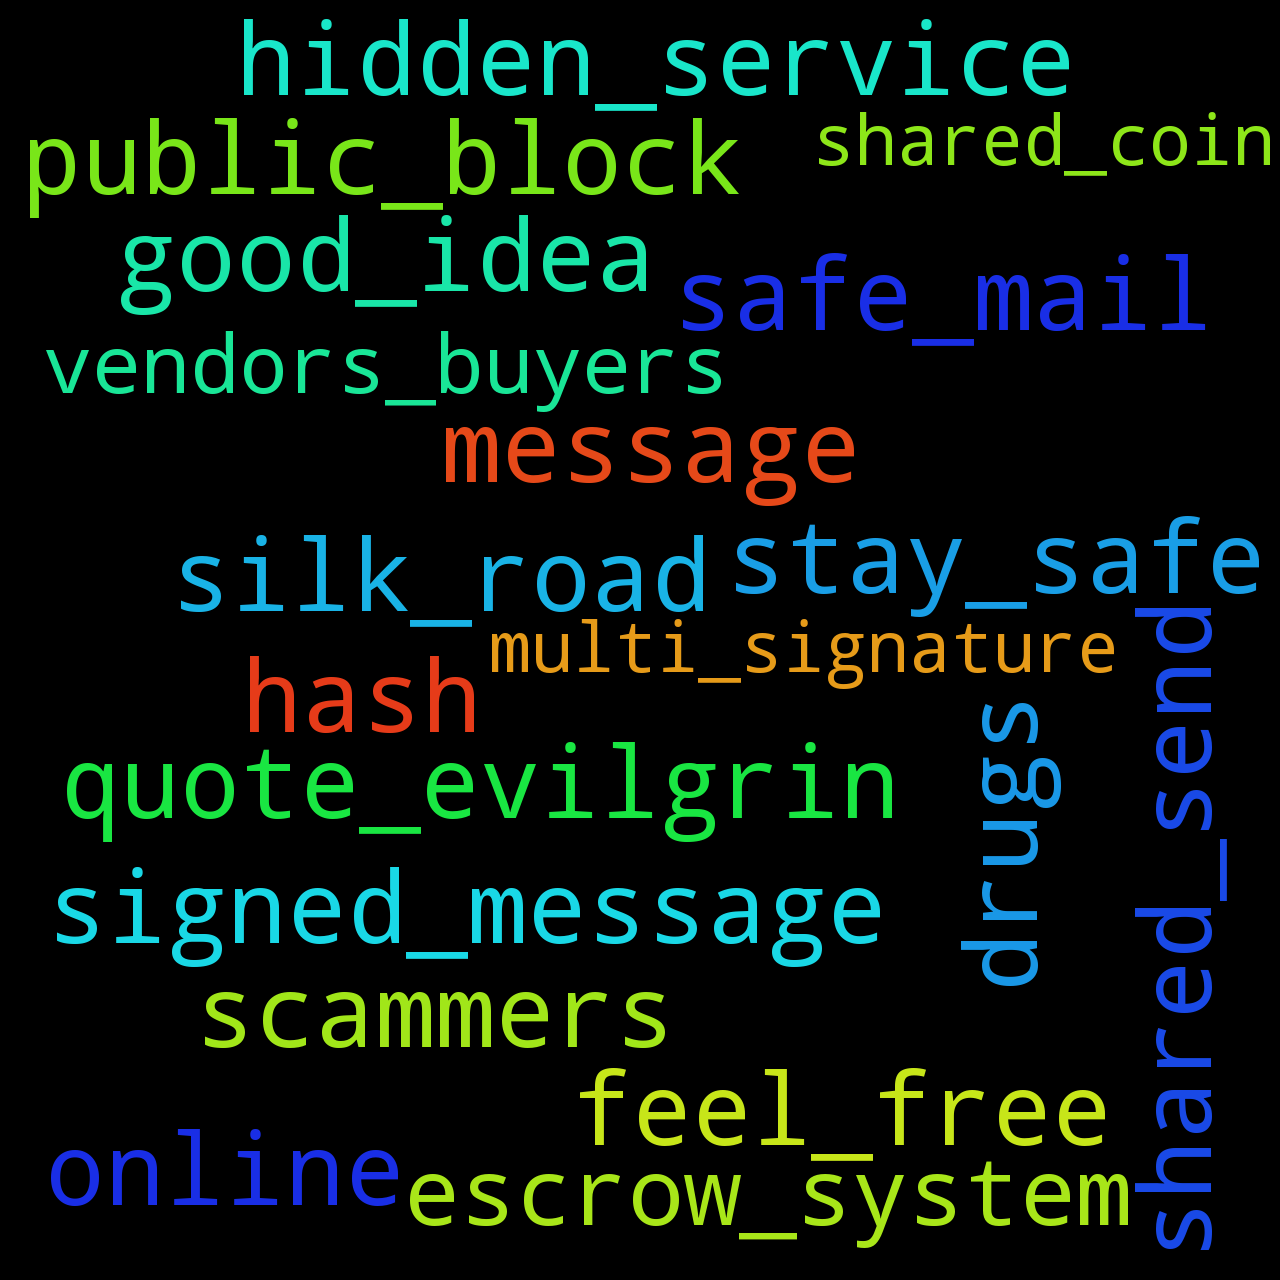 hidden_service
public_block
shared_coin
good_idea
safe_mail
vendors_buyers
message
silk_road
stay_safe
multi_signature
hash
quote_evilgrin
drugs
shared_send
signed_message
scammers
feel_free
online
escrow_system